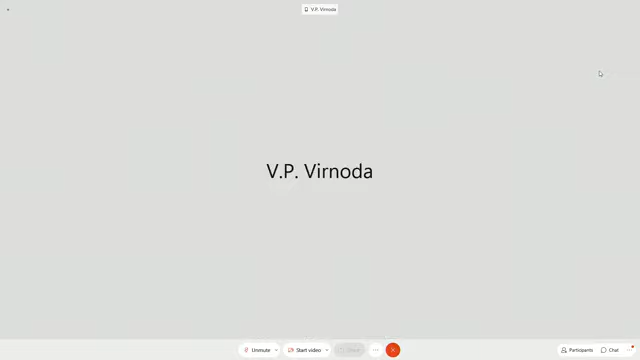 V.P. Virnoda
V.P. Virnoda
Unmute
Start video
Participants
Chat